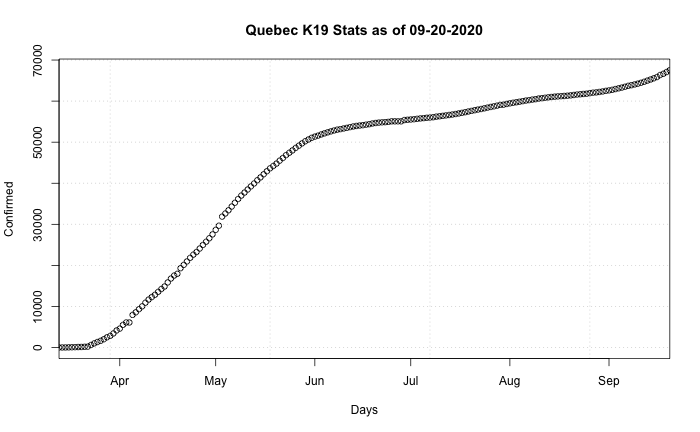 Quebec K19 Stats as of 09-20-2020
70000
50000
30000
10000
0
Confirmed
Apr May Jun Jul Aug Sep
Days